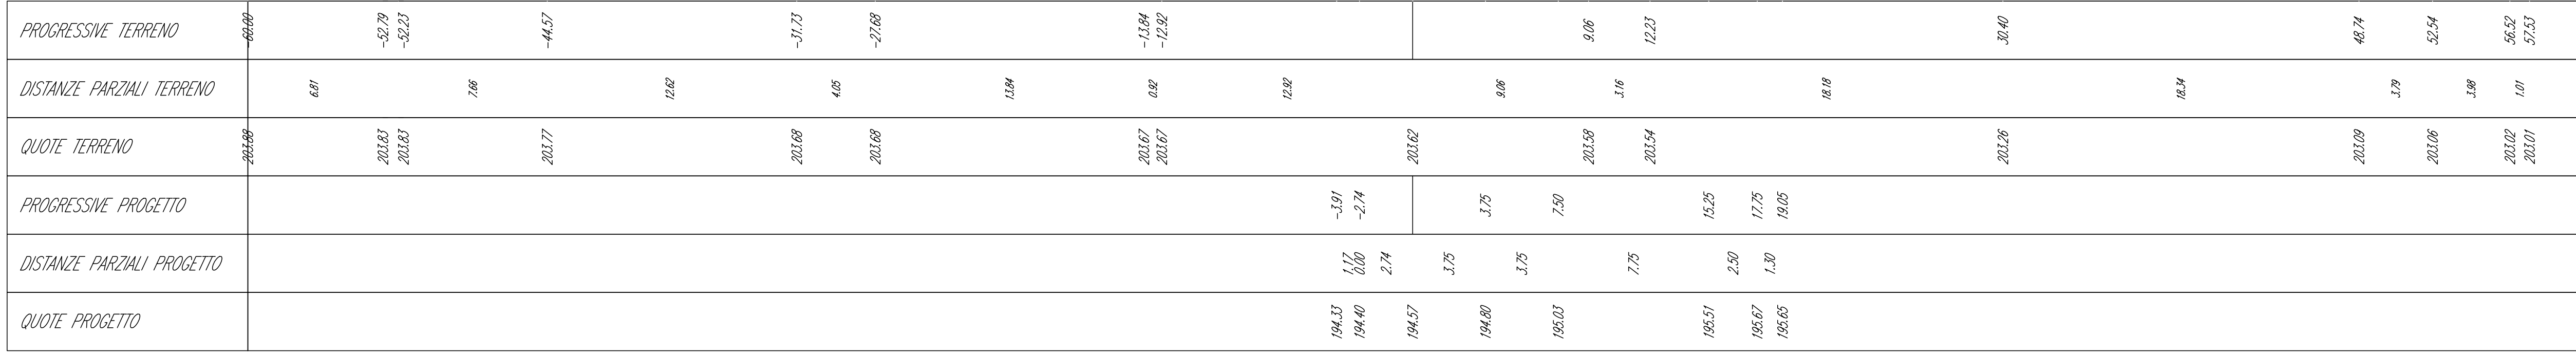 PROGRESSIVE TERRENO -60.00 -52.79 -52.23 -44.57 -31.73 -27.68 -13.84 -12.92 9.06 12.23 30.40 48.74 52.54 56.52 57.53
DISTANZE PARZIALI TERRENO 6.81 7.66 12.62 4.05 13.84 0.92 12.92 9.06 3.16 18.18 18.34 3.79 3.98 1.01
QUOTE TERRENO 203.88 203.83 203.83 203.77 203.68 203.68 203.67 203.67 203.62 203.58 203.54 203.26 203.09 203.06 203.02 203.01
PROGRESSIVE PROGETTO -3.91 -2.74 3.75 7.50 15.25 17.75 19.05
DISTANZE PARZIALI PROGETTO 1.17 0.00 2.74 3.75 3.75 7.75 2.50 1.30
QUOTE PROGETTO 194.33 194.40 194.57 194.80 195.03 195.51 195.67 195.65